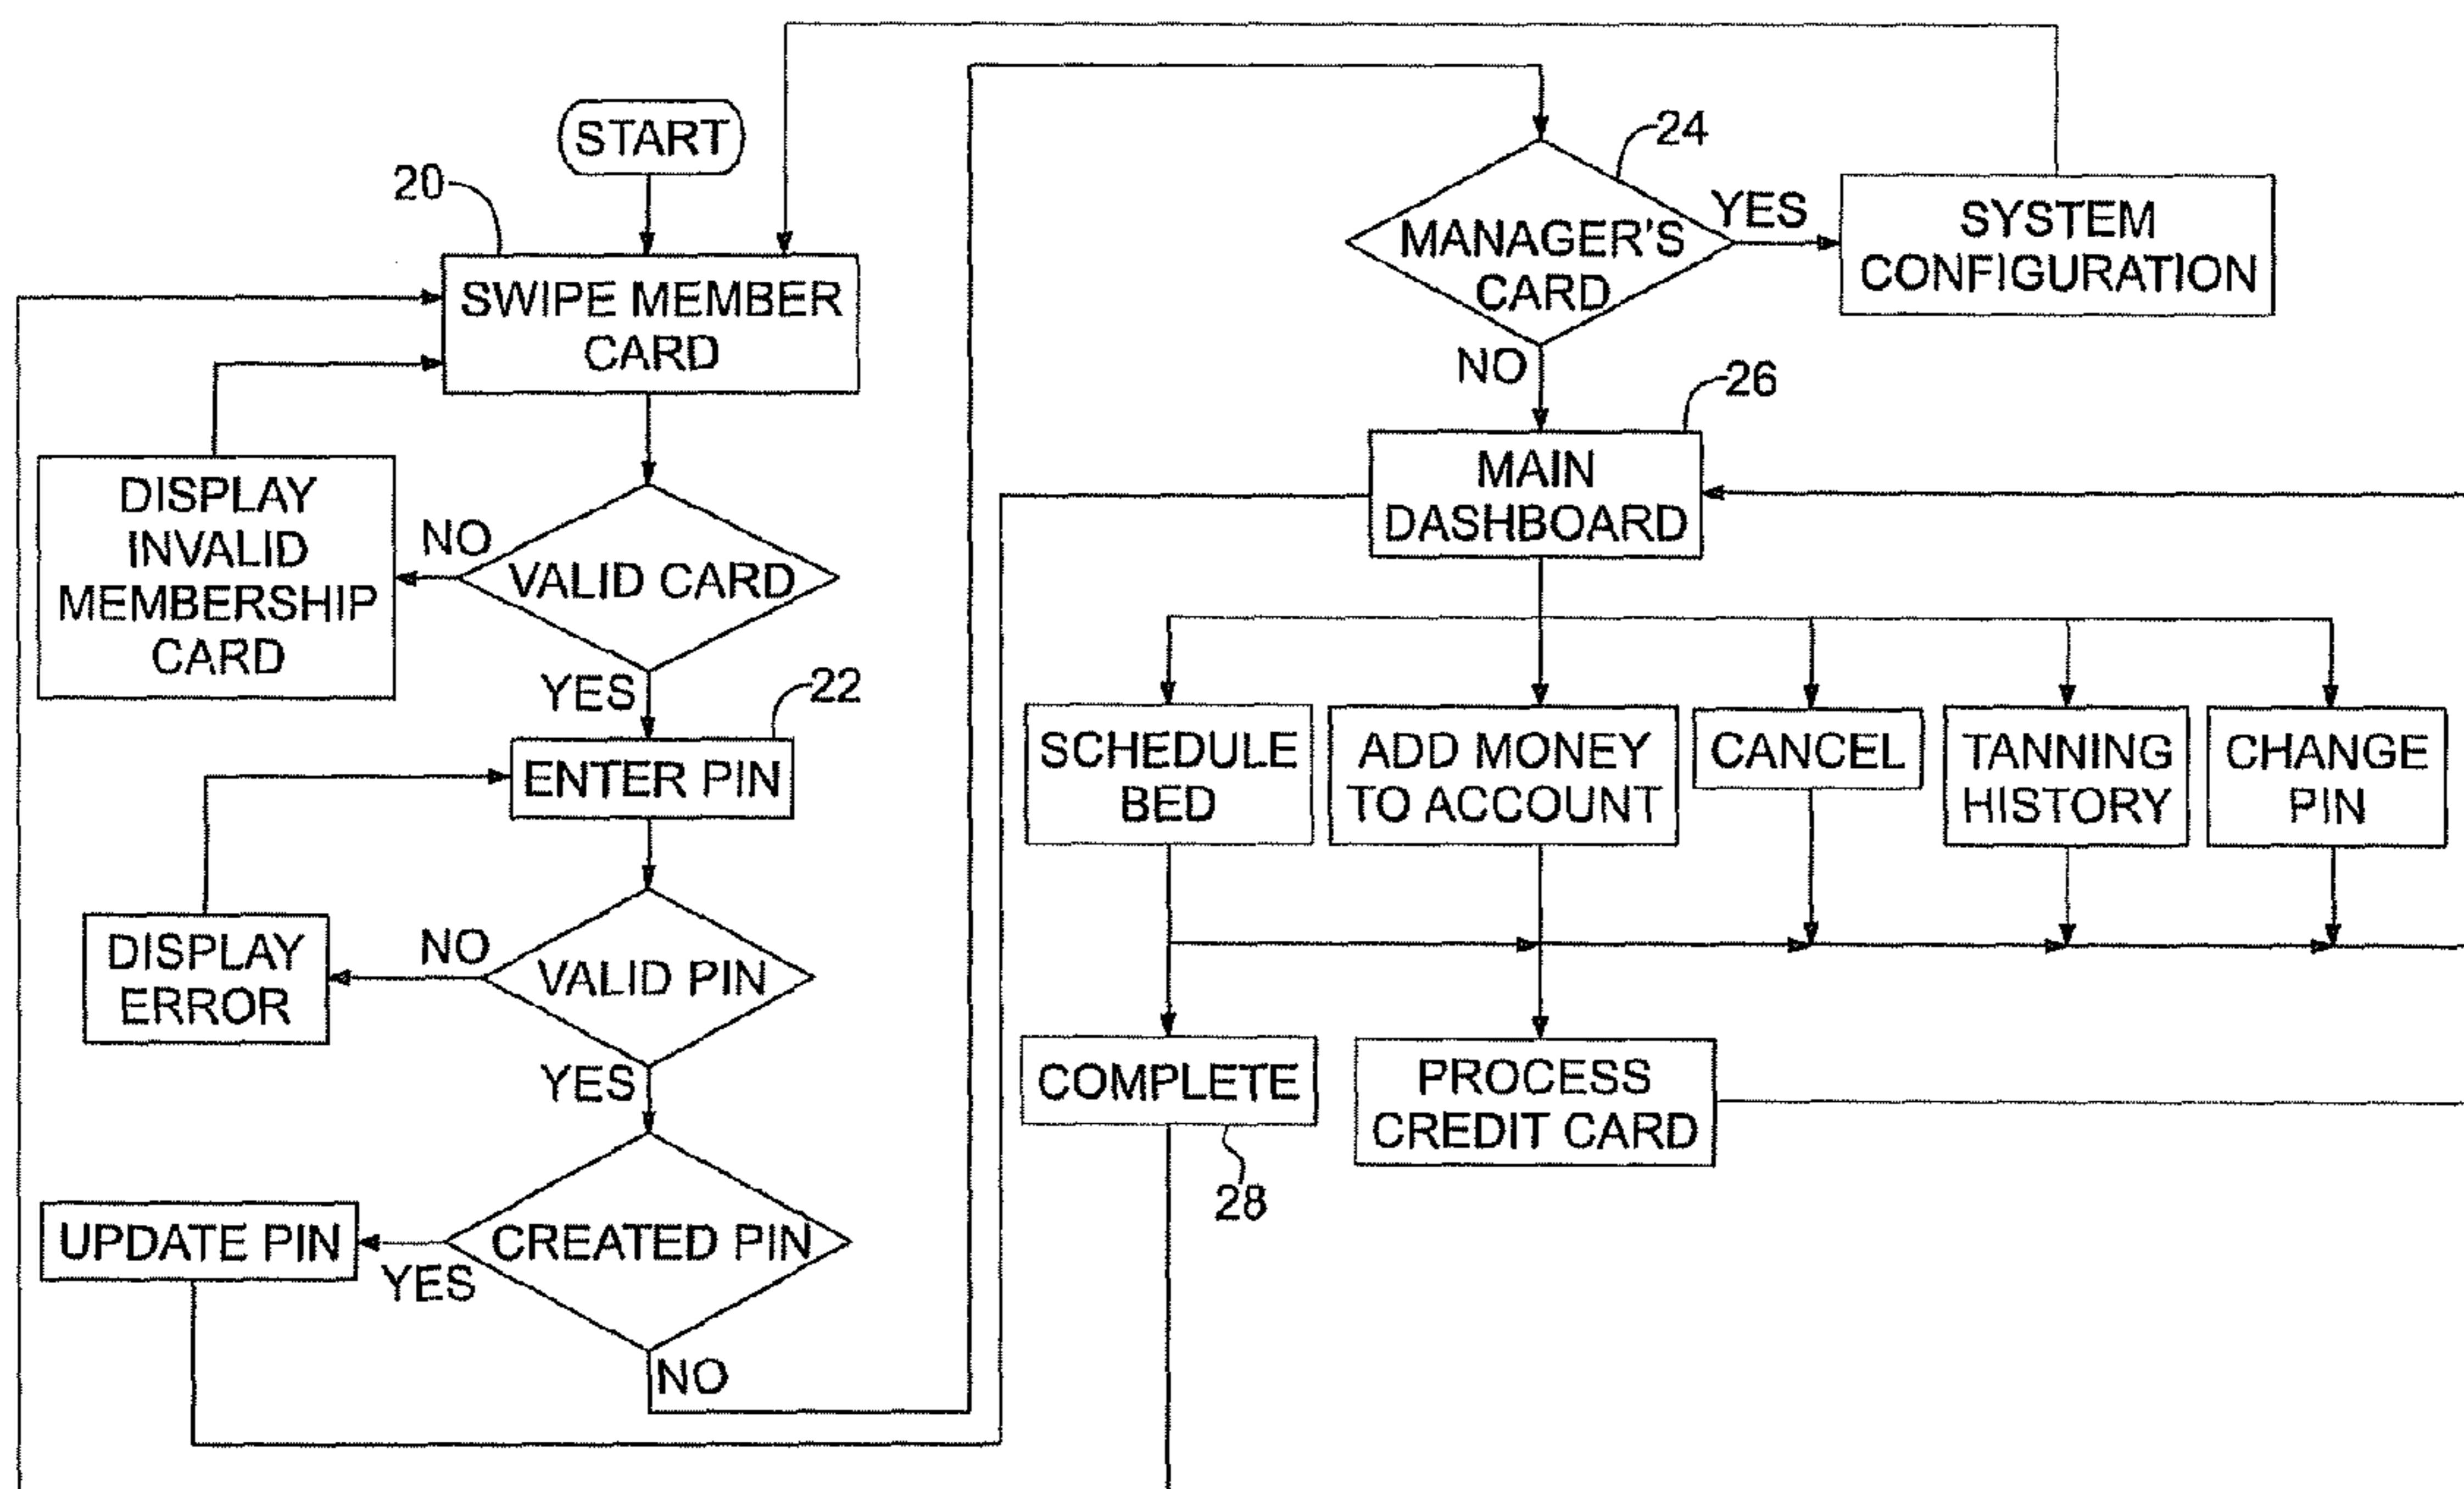 START
20
SWIPE MEMBER
CARD
DISPLAY
INVALID
MEMBERSHIP
CARD
NO
VALID CARD
YES
22
ENTER PIN
DISPLAY
ERROR
NO
VALID PIN
YES
UPDATE PIN
YES
CREATED PIN
NO
24
MANAGER'S
CARD
YES
SYSTEM
CONFIGURATION
NO
26
MAIN
DASHBOARD
SCHEDULE
BED
ADD MONEY
TO ACCOUNT
CANCEL
TANNING
HISTORY
CHANGE
PIN
COMPLETE
28
PROCESS
CREDIT CARD